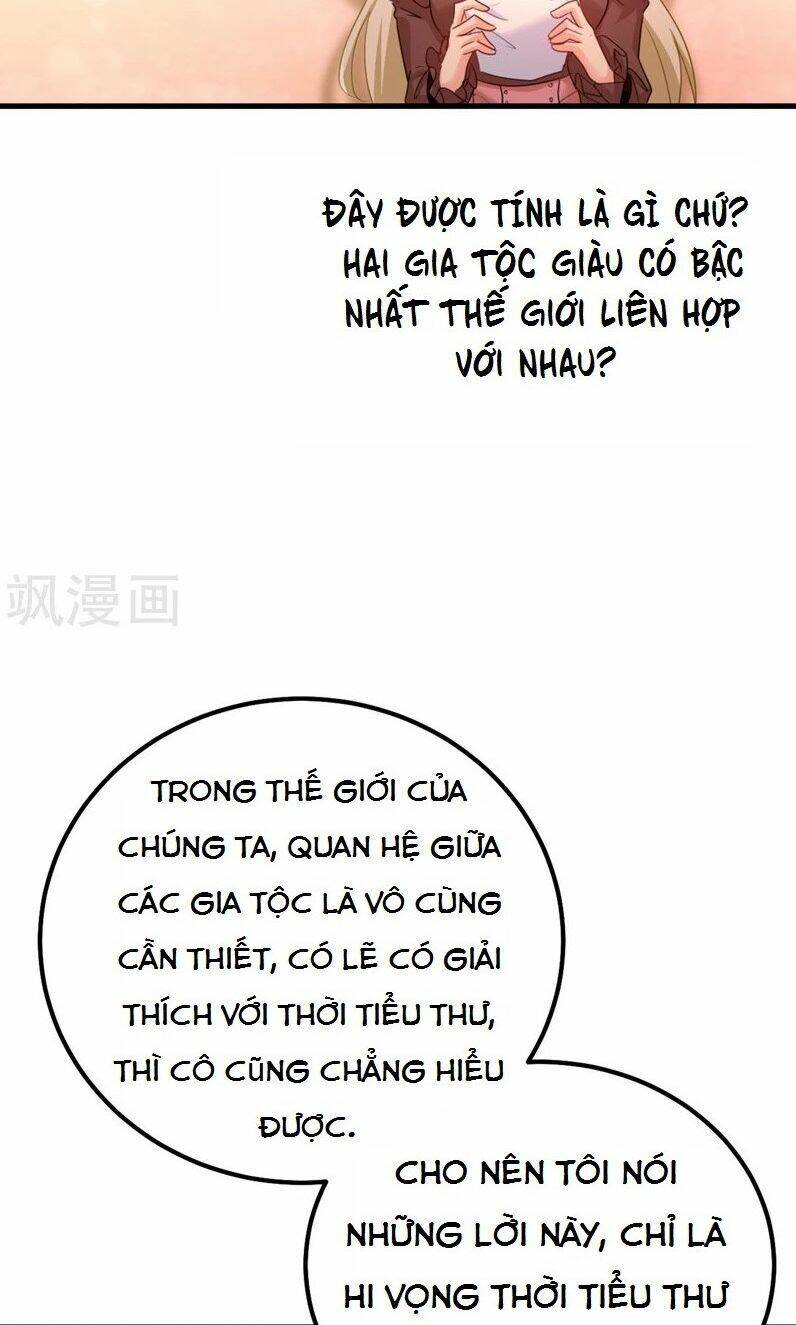 ĐÂY ĐƯỢC TÍNH LÀ GÌ CHỨ?
HAI GIA TỘC GIÀU CÓ BẬC
NHẤT THẾ GIỚI LIÊN HỢP
VỚI NHAU?
飒漫画
TRONG THẾ GIỚI CỦA
CHÚNG TA, QUAN HỆ GIỮA
CÁC GIA TỘC LÀ VÔ CÙNG
CẦN THIẾT, CÓ LẼ CÓ GIẢI
THÍCH VỚI THỜI TIỂU THƯ,
THÌ CÔ CŨNG CHẲNG HIỂU
ĐƯỢC.
CHO NÊN TÔI NÓI
NHỮNG LỜI NÀY, CHỈ LÀ
HI VỌNG THỜI TIỂU THƯ